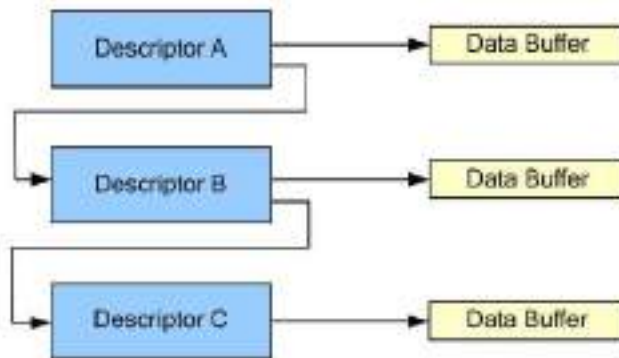 Descriptor A
Data Buffer
Descriptor B
Data Buffer
Descriptor C
Data Buffer